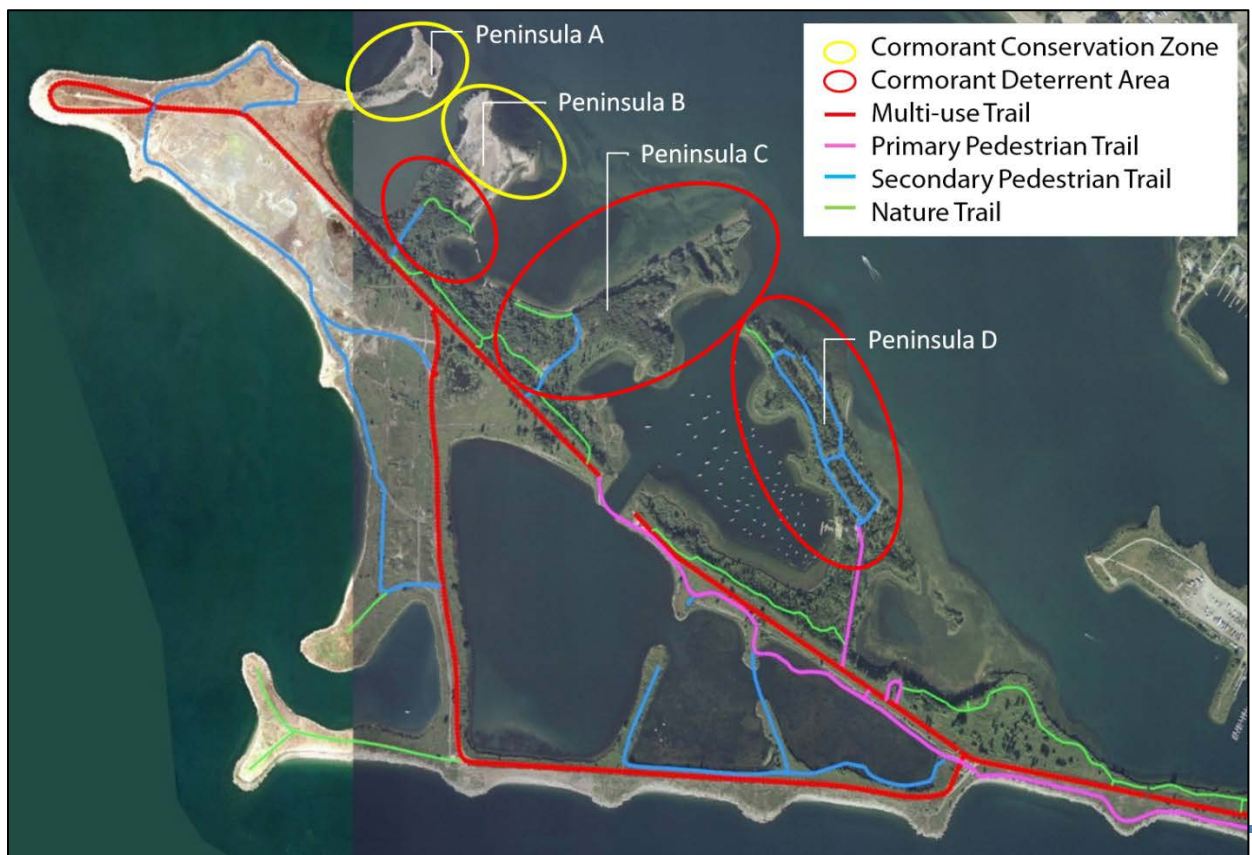 Peninsula A
Peninsula B
Peninsula C
Peninsula D
Cormorant Conservation Zone
Cormorant Deterrent Area
Multi-use Trail
Primary Pedestrian Trail
Secondary Pedestrian Trail
Nature Trail